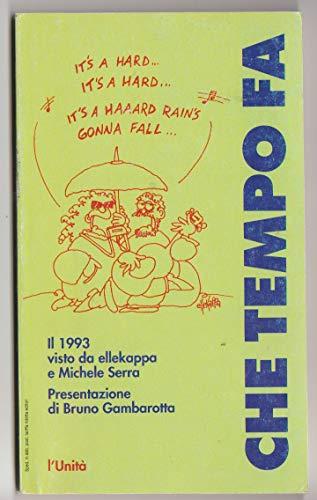 IT'S A HARD...
IT'S A HARD...
IT'S A HAAARD RAIN'S
GONNA FALL...
CHE TEMPO FA
Il 1993
visto da ellekappa
e Michele Serra
Presentazione
di Bruno Gambarotta
l'Unità